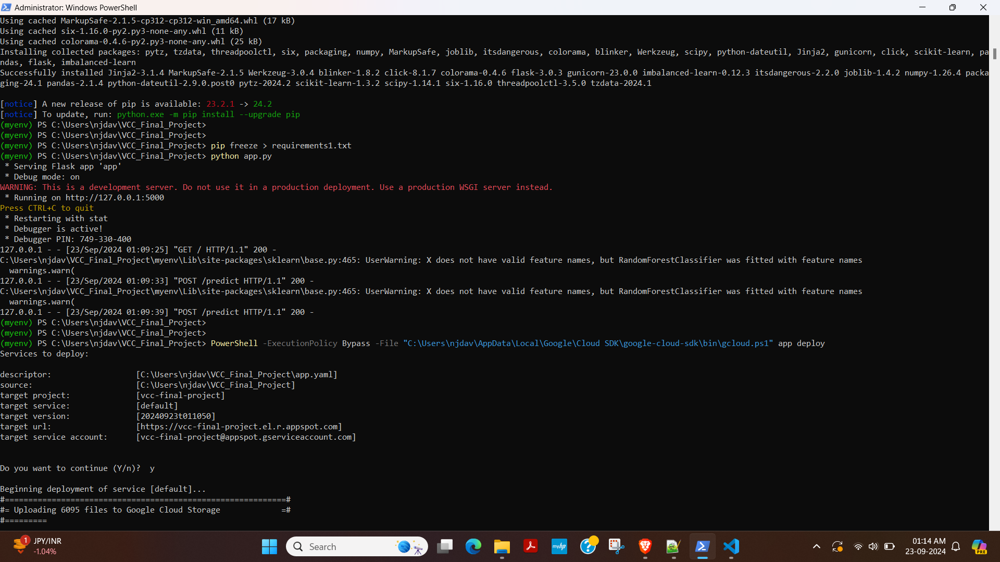 Administrator: Windows PowerShell
Using cached MarkupSafe-2.1.5-cp312-cp312-win_amd64.whl (17 kB)
Using cached six-1.16.0-py2.py3-none-any.whl (11 kB)
Using cached colorama-0.4.6-py2.py3-none-any.whl (25 kB)
Installing collected packages: pytz, tzdata, threadpoolctl, six, packaging, numpy, MarkupSafe, joblib, itsdangerous, colorama, blinker, Werkzeug, scipy, python-dateutil, Jinja2, gunicorn, click, scikit-learn, pa
ndas, flask, imbalanced-learn
Successfully installed Jinja2-3.1.4 MarkupSafe-2.1.5 Werkzeug-3.0.4 blinker-1.8.2 click-8.1.7 colorama-0.4.6 flask-3.0.3 gunicorn-23.0.0 imbalanced-learn-0.12.3 itsdangerous-2.2.0 joblib-1.4.2 numpy-1.26.4 packa
ging-24.1 pandas-2.1.4 python-dateutil-2.9.0.post0 pytz-2024.2 scikit-learn-1.3.2 scipy-1.14.1 six-1.16.0 threadpoolctl-3.5.0 tzdata-2024.1
[notice] A new release of pip is available: 23.2.1 -> 24.2
[notice] To update, run: python.exe -m pip install --upgrade pip
(myenv) PS C:\Users\njdav\VCC_Final_Project>
(myenv) PS C:\Users\njdav\VCC_Final_Project>
(myenv) PS C:\Users\njdav\VCC_Final_Project> pip freeze > requirements1.txt
(myenv) PS C:\Users\njdav\VCC_Final_Project> python app.py
 * Serving Flask app 'app'
 * Debug mode: on
WARNING: This is a development server. Do not use it in a production deployment. Use a production WSGI server instead.
 * Running on http://127.0.0.1:5000
Press CTRL+C to quit
 * Restarting with stat
 * Debugger is active!
 * Debugger PIN: 749-330-400
127.0.0.1 - - [23/Sep/2024 01:09:25] "GET / HTTP/1.1" 200 -
C:\Users\njdav\VCC_Final_Project\myenv\Lib\site-packages\sklearn\base.py:465: UserWarning: X does not have valid feature names, but RandomForestClassifier was fitted with feature names
  warnings.warn(
127.0.0.1 - - [23/Sep/2024 01:09:33] "POST /predict HTTP/1.1" 200 -
C:\Users\njdav\VCC_Final_Project\myenv\Lib\site-packages\sklearn\base.py:465: UserWarning: X does not have valid feature names, but RandomForestClassifier was fitted with feature names
  warnings.warn(
127.0.0.1 - - [23/Sep/2024 01:09:39] "POST /predict HTTP/1.1" 200 -
(myenv) PS C:\Users\njdav\VCC_Final_Project>
(myenv) PS C:\Users\njdav\VCC_Final_Project>
(myenv) PS C:\Users\njdav\VCC_Final_Project> PowerShell -ExecutionPolicy Bypass -File "C:\Users\njdav\AppData\Local\Google\Cloud SDK\google-cloud-sdk\bin\gcloud.ps1" app deploy
Services to deploy:
descriptor: [C:\Users\njdav\VCC_Final_Project\app.yaml]
source: [C:\Users\njdav\VCC_Final_Project]
target project: [vcc-final-project]
target service: [default]
target version: [20240923t011050]
target url: [https://vcc-final-project.el.r.appspot.com]
target service account: [vcc-final-project@appspot.gserviceaccount.com]
Do you want to continue (Y/n)?  y
Beginning deployment of service [default]...
#============================================================#
#= Uploading 6095 files to Google Cloud Storage             =#
#=========
1
JPY/INR
-1.04%
Search
myhp
PRE
01:14 AM
23-09-2024